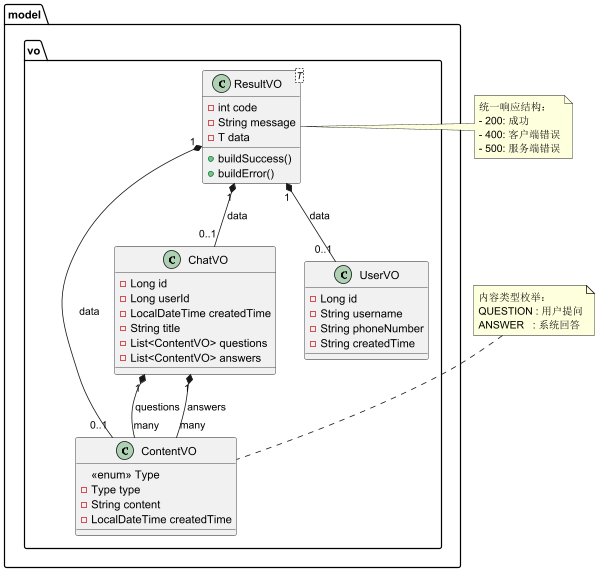 model
vo
C ResultVO T
int code
String message
T data
buildSuccess()
buildError()
统一响应结构：
- 200: 成功
- 400: 客户端错误
- 500: 服务端错误
1
1
1
data
data
0..1
0..1
C ChatVO
Long id
Long userId
LocalDateTime createdTime
String title
List<ContentVO> questions
List<ContentVO> answers
C UserVO
Long id
String username
String phoneNumber
String createdTime
内容类型枚举：
QUESTION : 用户提问
ANSWER : 系统回答
data
1
1
questions
answers
0..1
many
many
C ContentVO
«enum» Type
Type type
String content
LocalDateTime createdTime